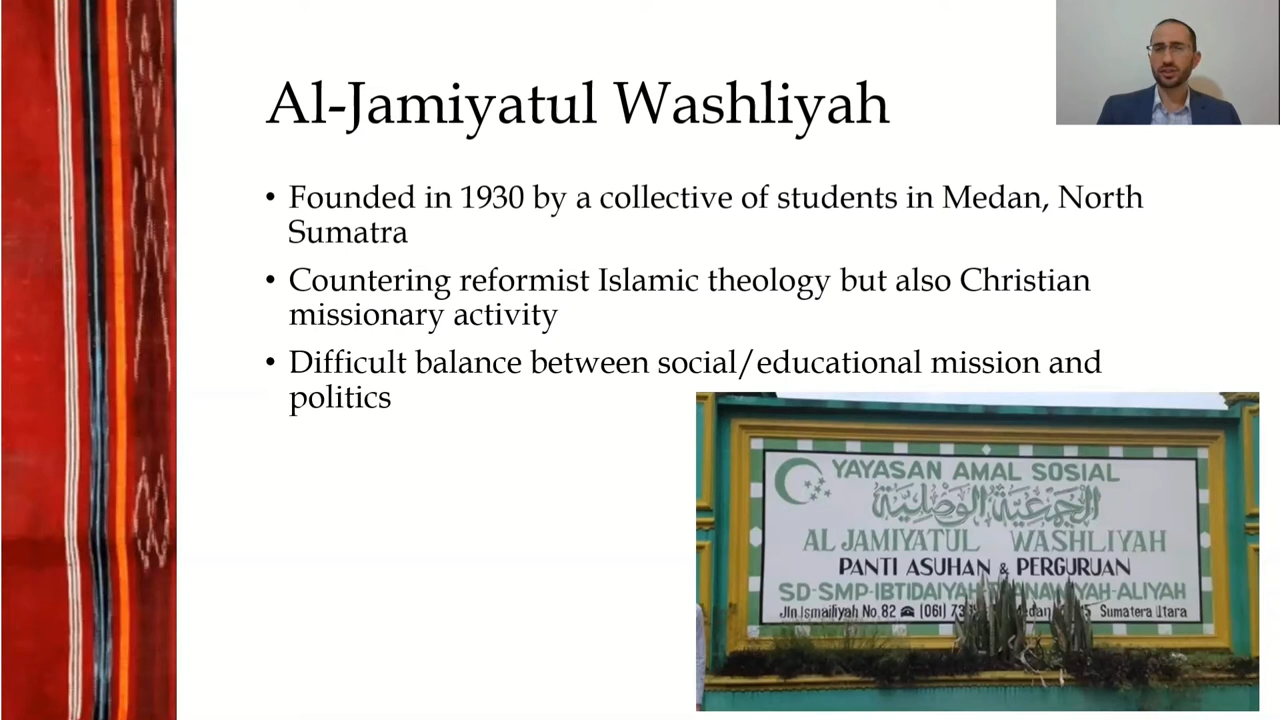 Al-Jamiyatul Washliyah
• Founded in 1930 by a collective of students in Medan, North
Sumatra
• Countering reformist Islamic theology but also Christian
missionary activity
• Difficult balance between social/educational mission and
politics
YAYASAN AMAL SOSIAL
الجمعية الوصلية
AL JAMIYATUL WASHLIYAH
PANTI ASUHAN & PERGURUAN
SD-SMP-IBTIDAIYAH- -ALIYAH
Jln.Ismailiyah No.82 ☎ (061) Medan Sumatera Utara